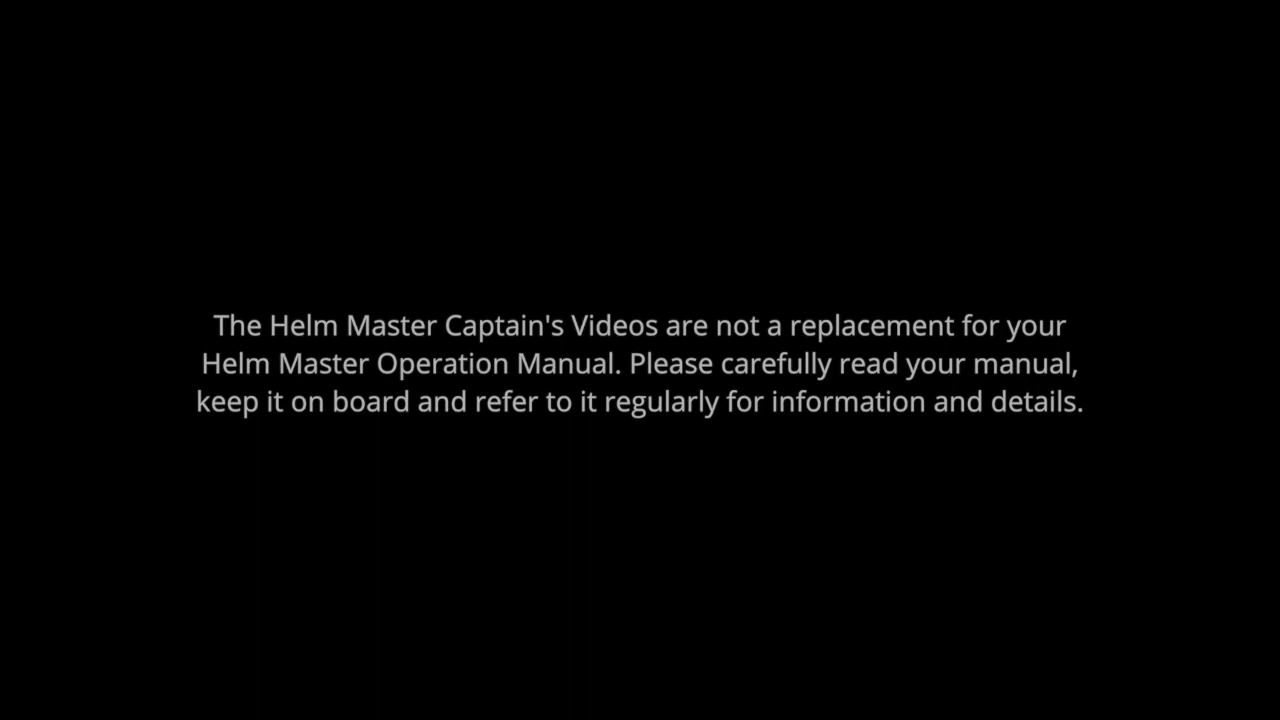 The Helm Master Captain's Videos are not a replacement for your
Helm Master Operation Manual. Please carefully read your manual,
keep it on board and refer to it regularly for information and details.